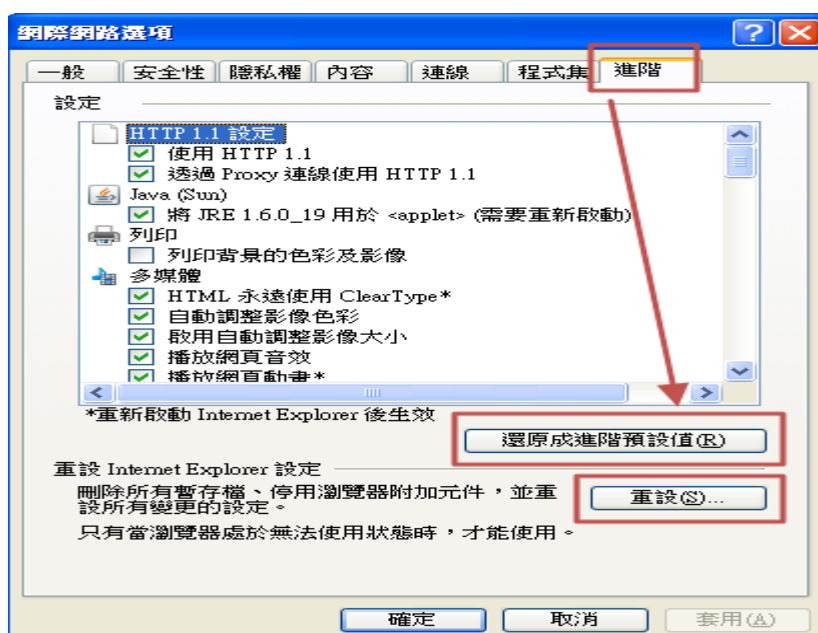 網際網路選項
一般 安全性 隱私權 內容 連線 程式集 進階
設定
HTTP 1.1 設定
使用 HTTP 1.1
透過 Proxy 連線使用 HTTP 1.1
Java (Sun)
將 JRE 1.6.0_19 用於 <applet> (需要重新啟動)
列印
列印背景的色彩及影像
多媒體
HTML 永遠使用 ClearType*
自動調整影像色彩
啟用自動調整影像大小
播放網頁音效
播放網頁動畫*
*重新啟動 Internet Explorer 後生效
還原成進階預設值(R)
重設 Internet Explorer 設定
刪除所有暫存檔、停用瀏覽器附加元件，並重
設所有變更的設定。
重設(S)...
只有當瀏覽器處於無法使用狀態時，才能使用。
確定 取消 套用(A)